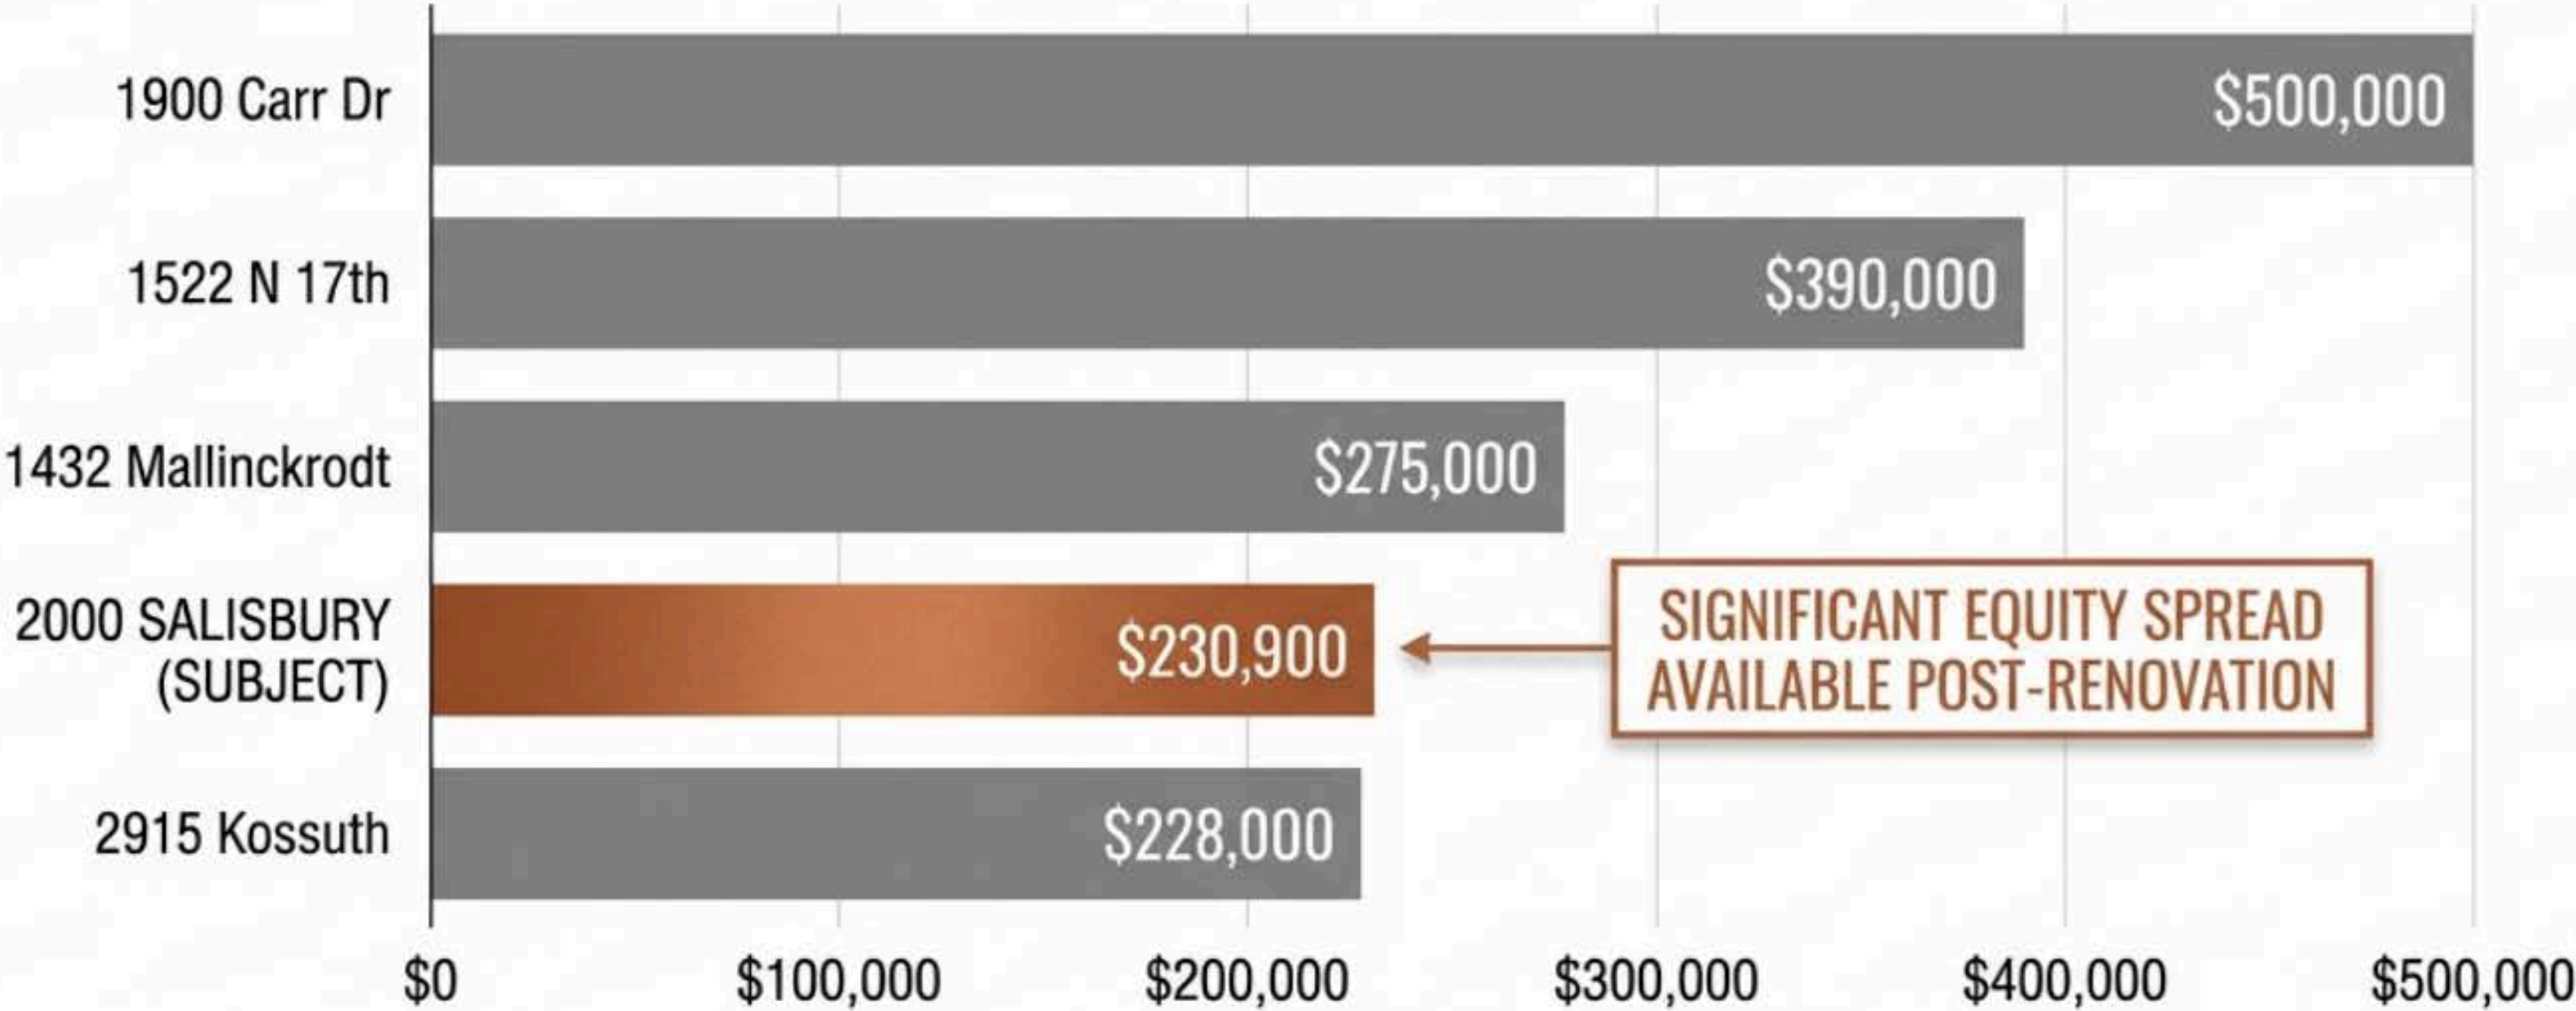 1900 Carr Dr
$500,000
1522 N 17th
$390,000
1432 Mallinckrodt
$275,000
2000 SALISBURY
(SUBJECT)
$230,900
SIGNIFICANT EQUITY SPREAD
AVAILABLE POST-RENOVATION
2915 Kossuth
$228,000
$0 $100,000 $200,000 $300,000 $400,000 $500,000